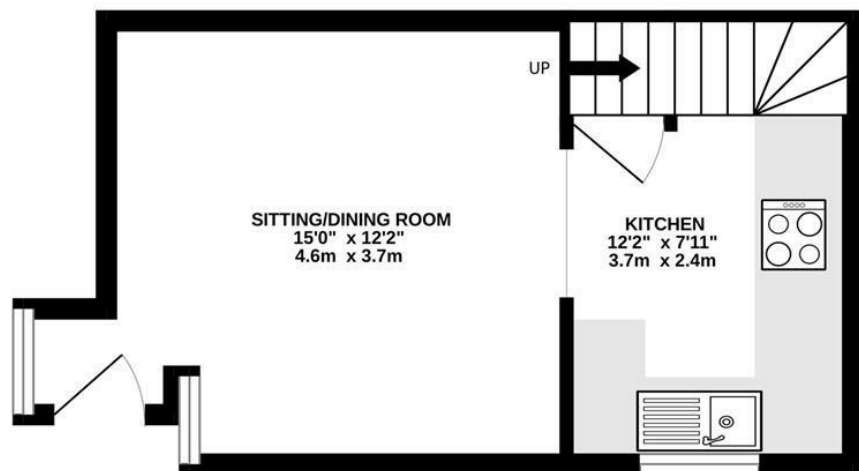 UP
SITTING/DINING ROOM
15'0" x 12'2"
4.6m x 3.7m
KITCHEN
12'2" x 7'11"
3.7m x 2.4m